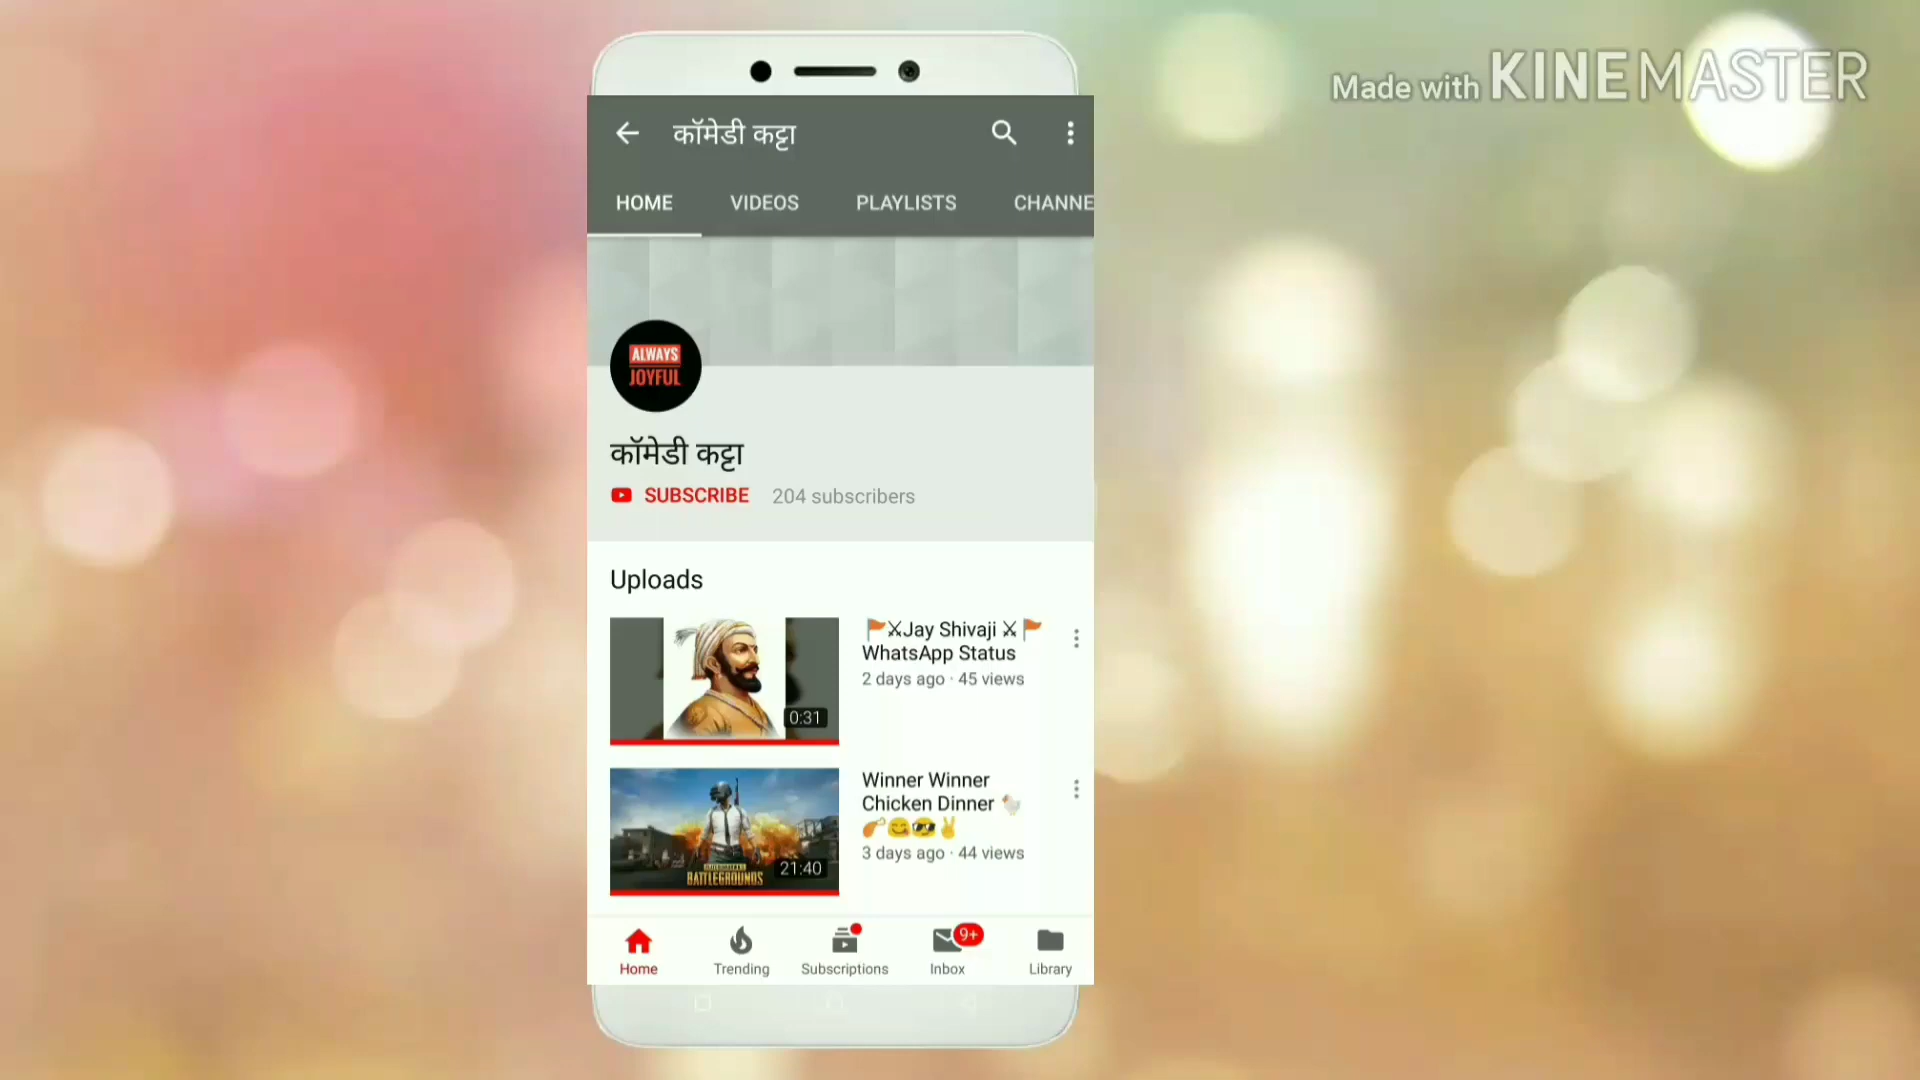 Made with KINEMASTER
कॉमेडी कट्टा
HOME VIDEOS PLAYLISTS CHANNE
ALWAYS
JOYFUL
कॉमेडी कट्टा
SUBSCRIBE 204 subscribers
Uploads
🚩⚔Jay Shivaji ⚔🚩
WhatsApp Status
2 days ago · 45 views
0:31
Winner Winner
Chicken Dinner 🐓
🍗😊😎✌
3 days ago · 44 views
BATTLEGROUNDS
21:40
9+
Home Trending Subscriptions Inbox Library